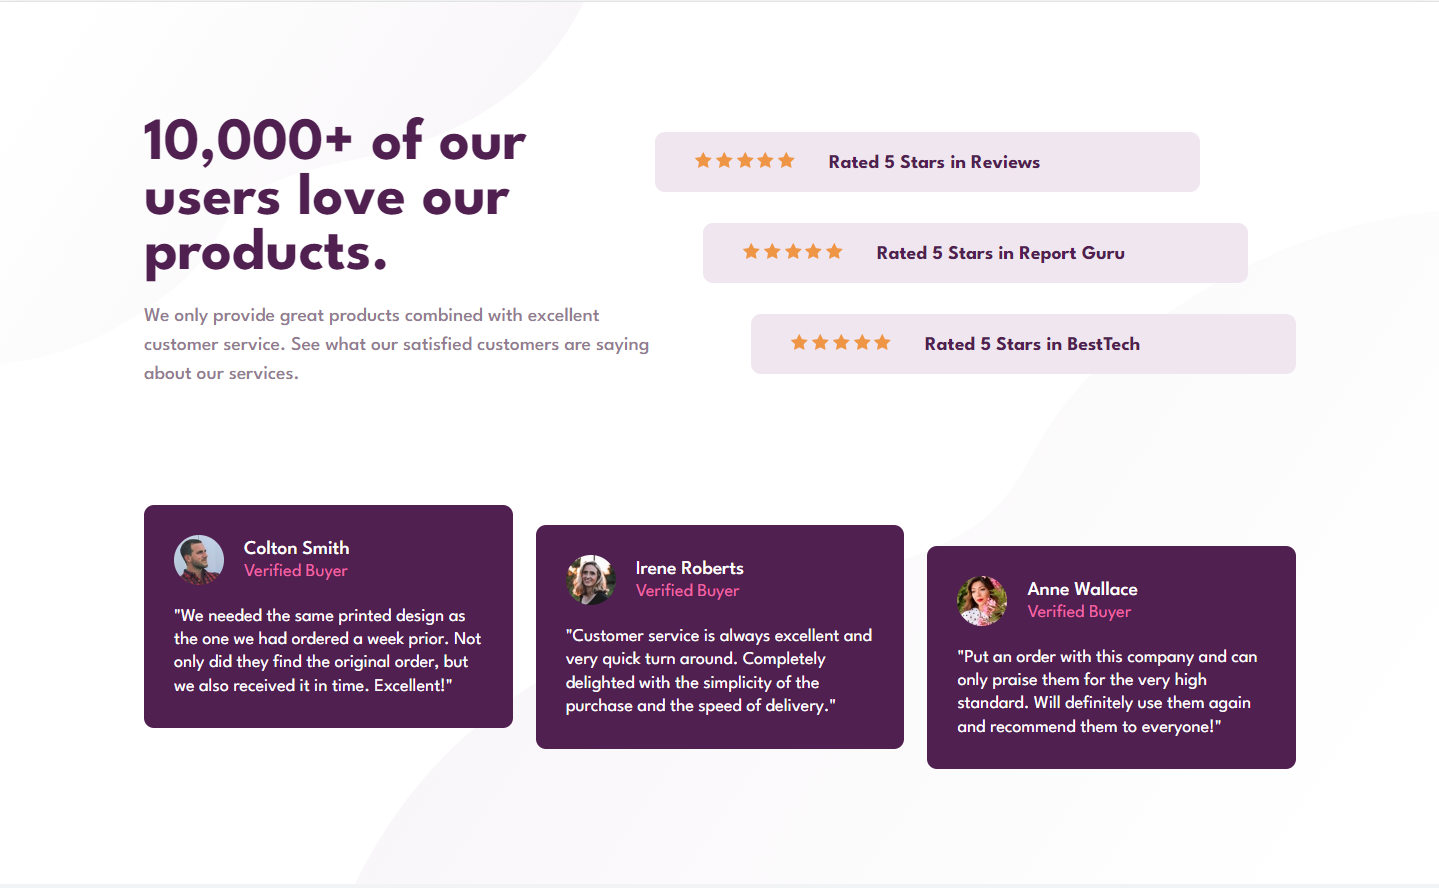 10,000+ of our
users love our
products.
We only provide great products combined with excellent
customer service. See what our satisfied customers are saying
about our services.
Rated 5 Stars in Reviews
Rated 5 Stars in Report Guru
Rated 5 Stars in BestTech
Colton Smith
Verified Buyer
"We needed the same printed design as
the one we had ordered a week prior. Not
only did they find the original order, but
we also received it in time. Excellent!"
Irene Roberts
Verified Buyer
"Customer service is always excellent and
very quick turn around. Completely
delighted with the simplicity of the
purchase and the speed of delivery."
Anne Wallace
Verified Buyer
"Put an order with this company and can
only praise them for the very high
standard. Will definitely use them again
and recommend them to everyone!"